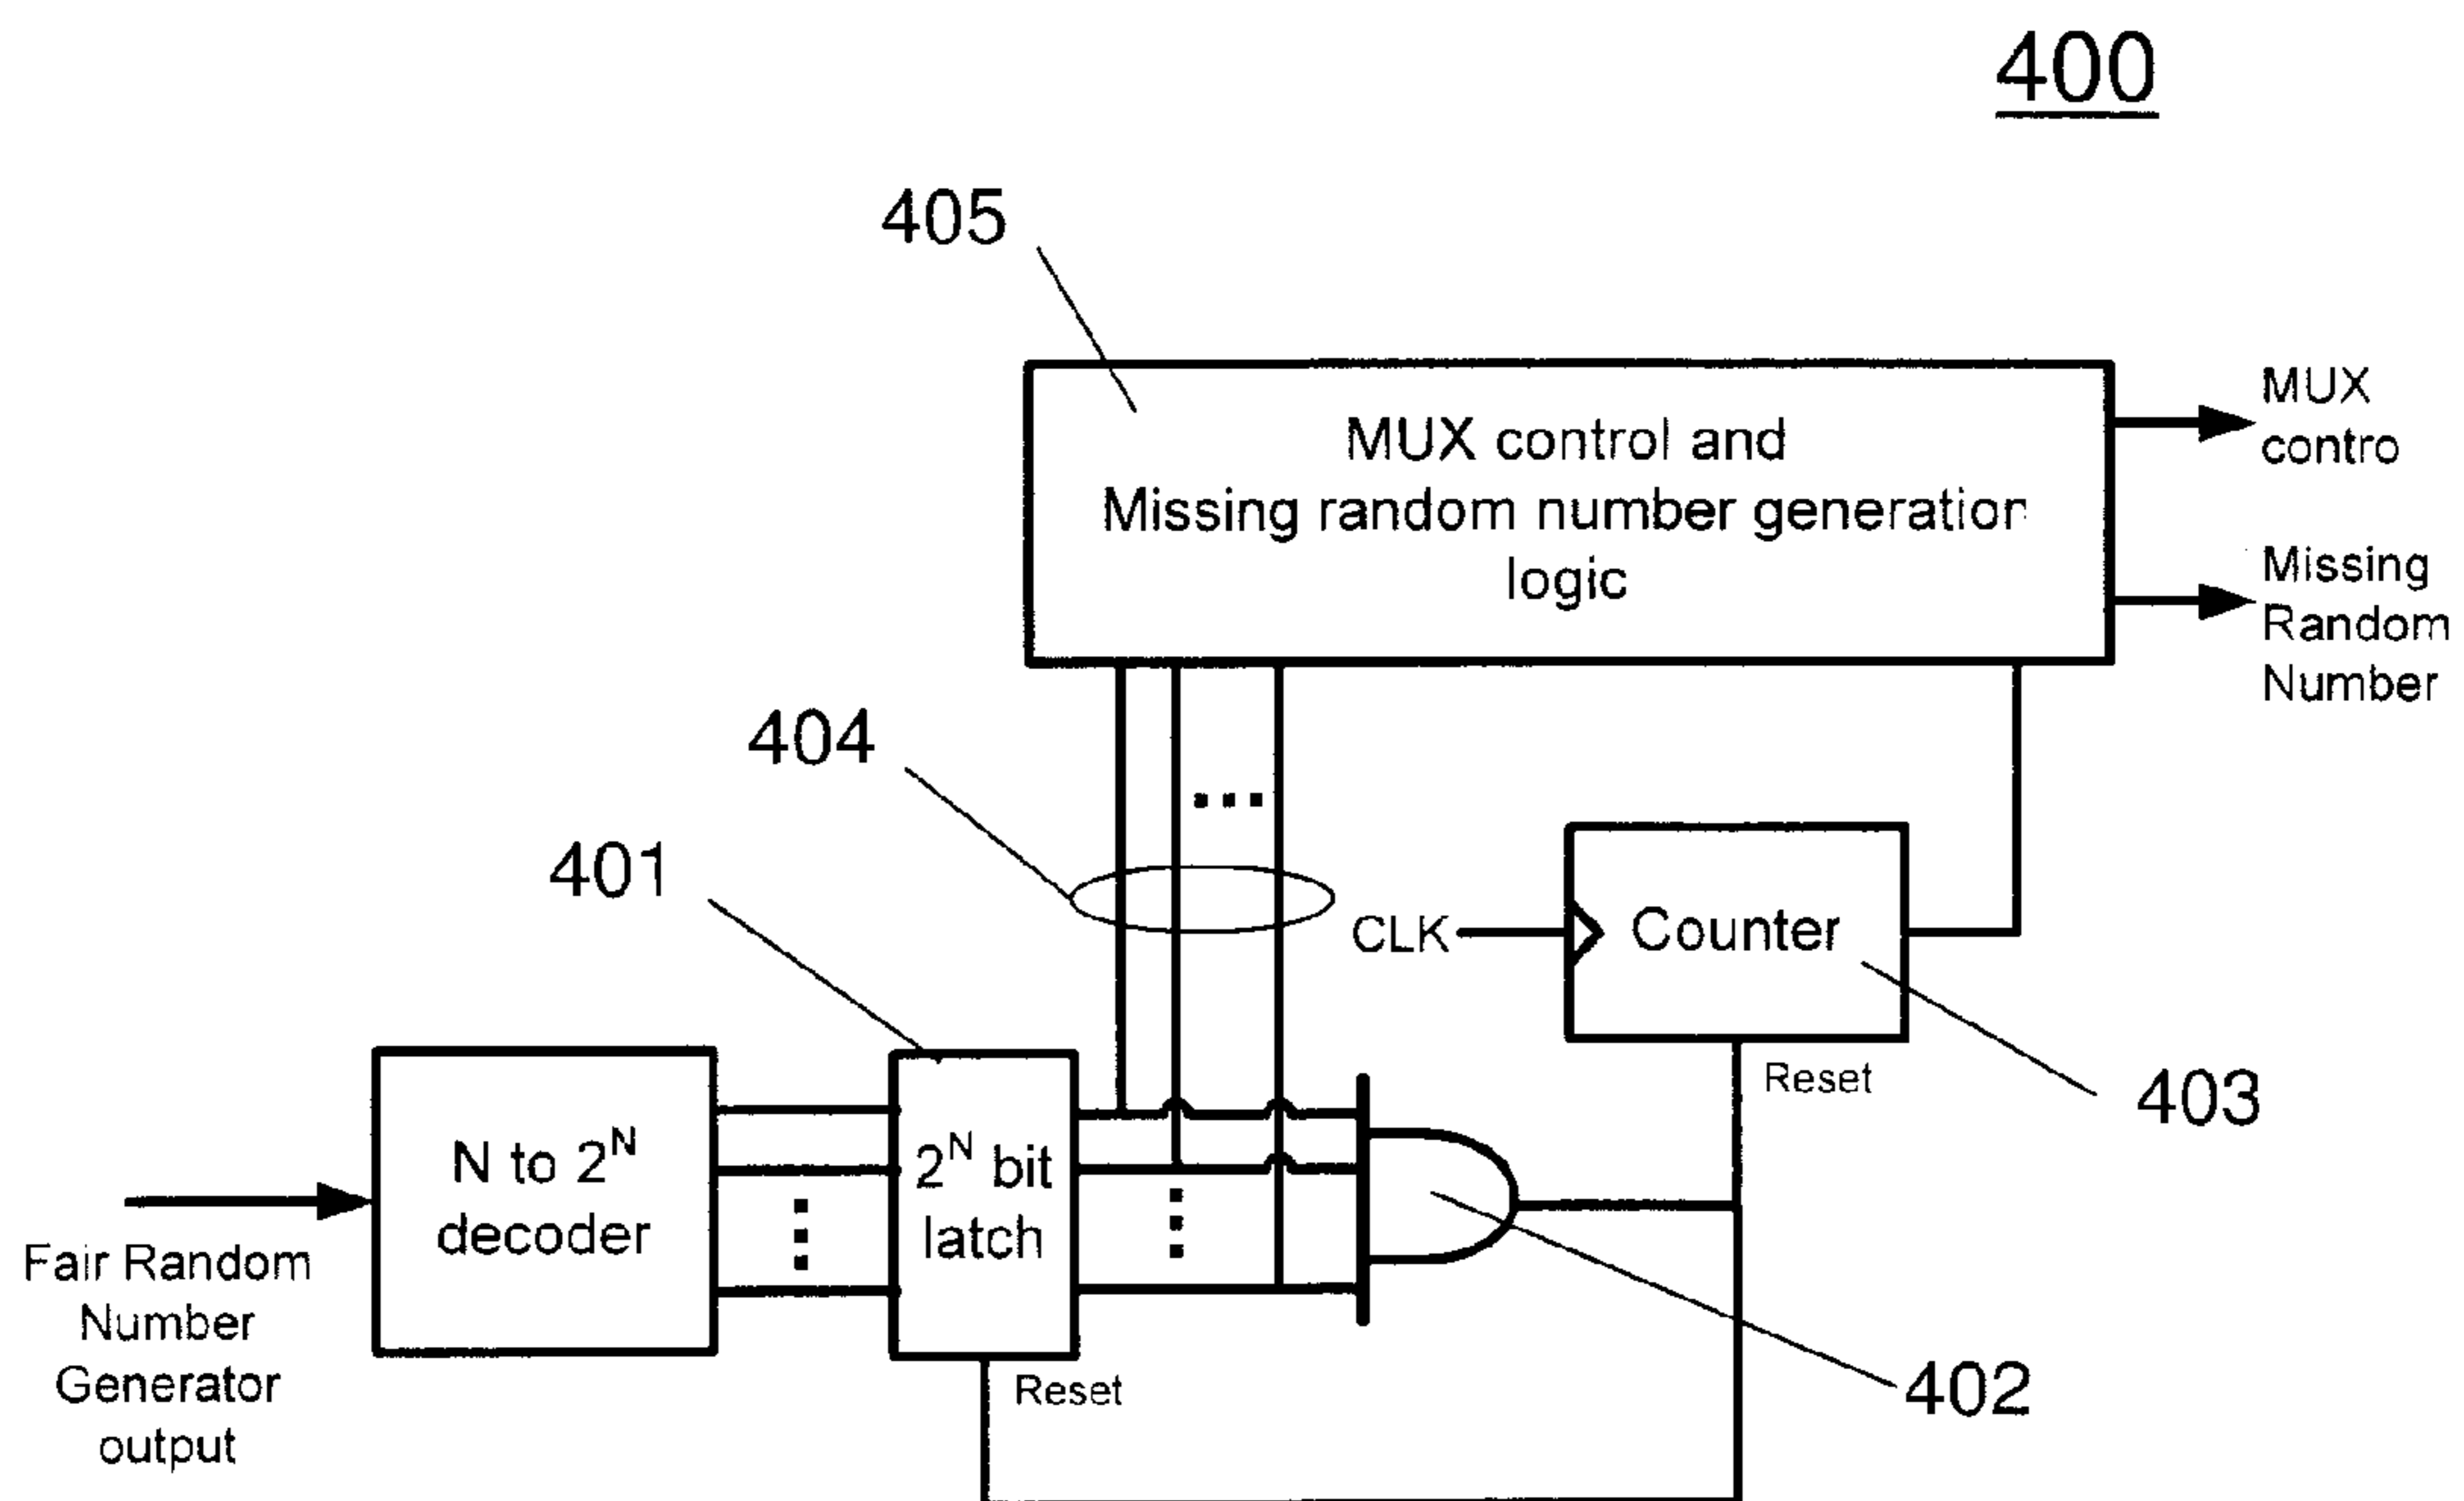 400
405
MUX control and
Missing random number generation
logic
MUX
contro
Missing
Random
Number
404
401
CLK
Counter
Reset
403
N to 2^N
decoder
2^N bit
latch
Fair Random
Number
Generator
output
Reset
402